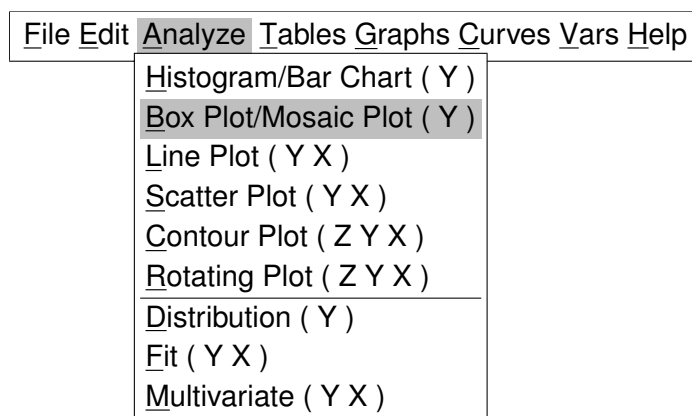 File Edit Analyze Tables Graphs Curves Vars Help
Histogram/Bar Chart ( Y )
Box Plot/Mosaic Plot ( Y )
Line Plot ( Y X )
Scatter Plot ( Y X )
Contour Plot ( Z Y X )
Rotating Plot ( Z Y X )
Distribution ( Y )
Fit ( Y X )
Multivariate ( Y X )